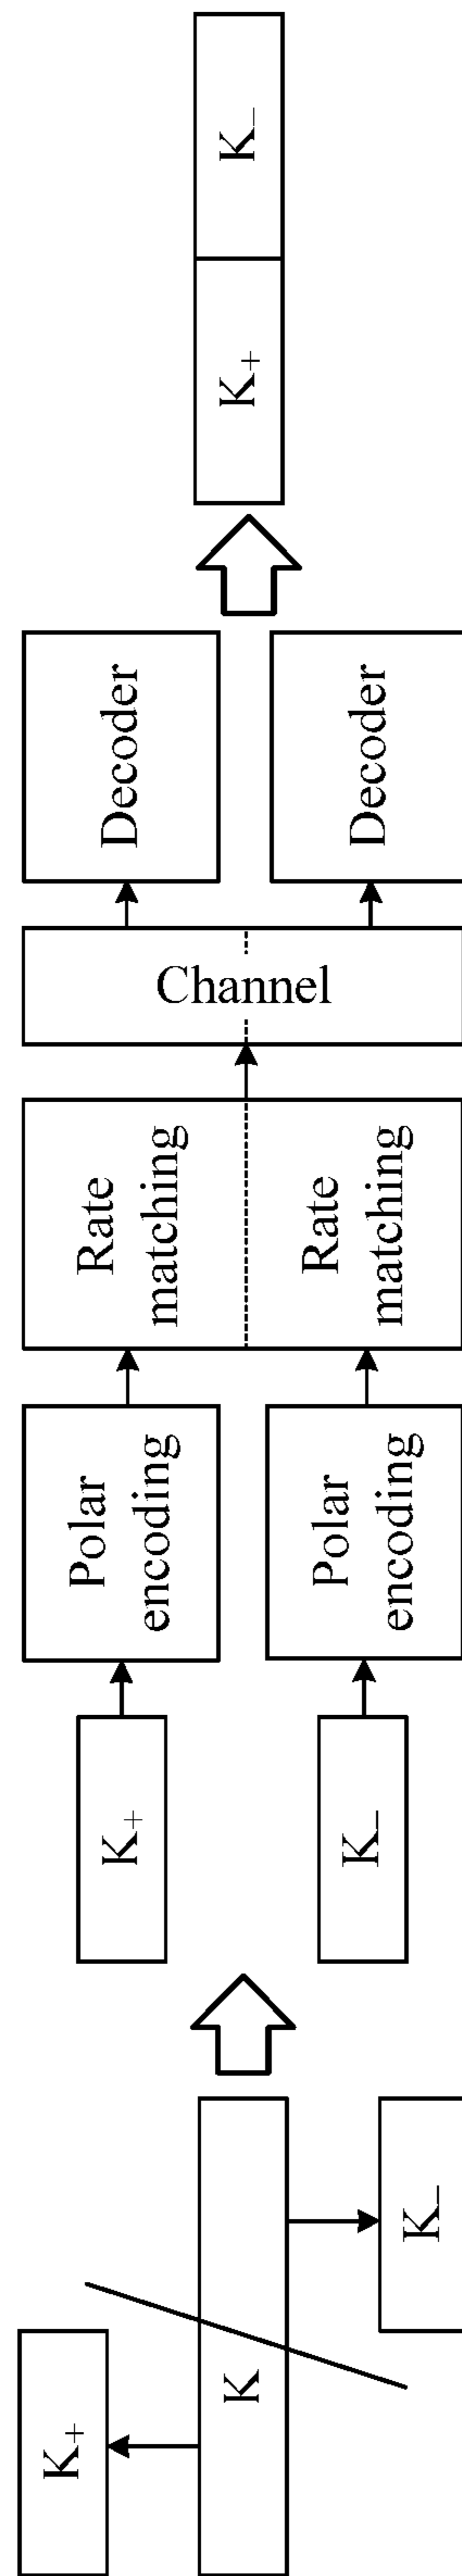 K₊
K
K₋
K₊
K₋
Polar
encoding
Polar
encoding
Rate
matching
Rate
matching
Channel
Decoder
Decoder
K₊
K₋